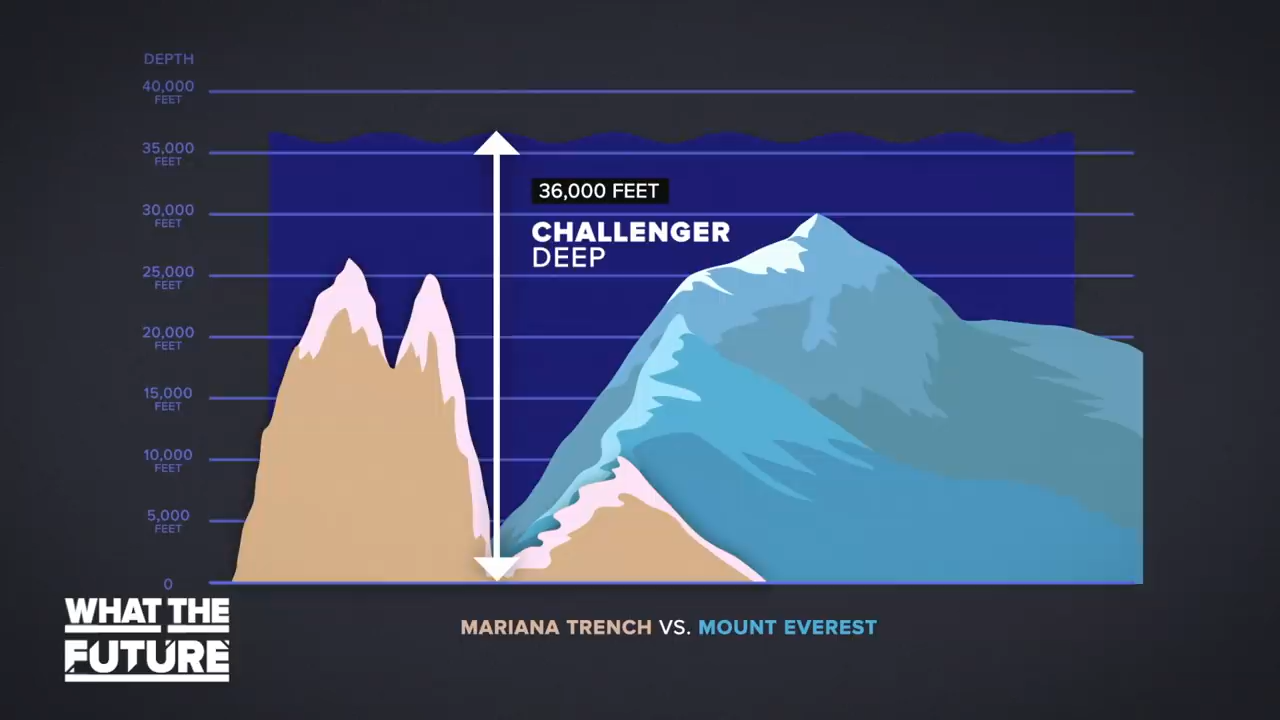 DEPTH
40,000
FEET
35,000
FEET
30,000
FEET
25,000
FEET
20,000
FEET
15,000
FEET
10,000
FEET
5,000
FEET
0
36,000 FEET
CHALLENGER
DEEP
MARIANA TRENCH VS. MOUNT EVEREST
WHAT THE
FUTURE